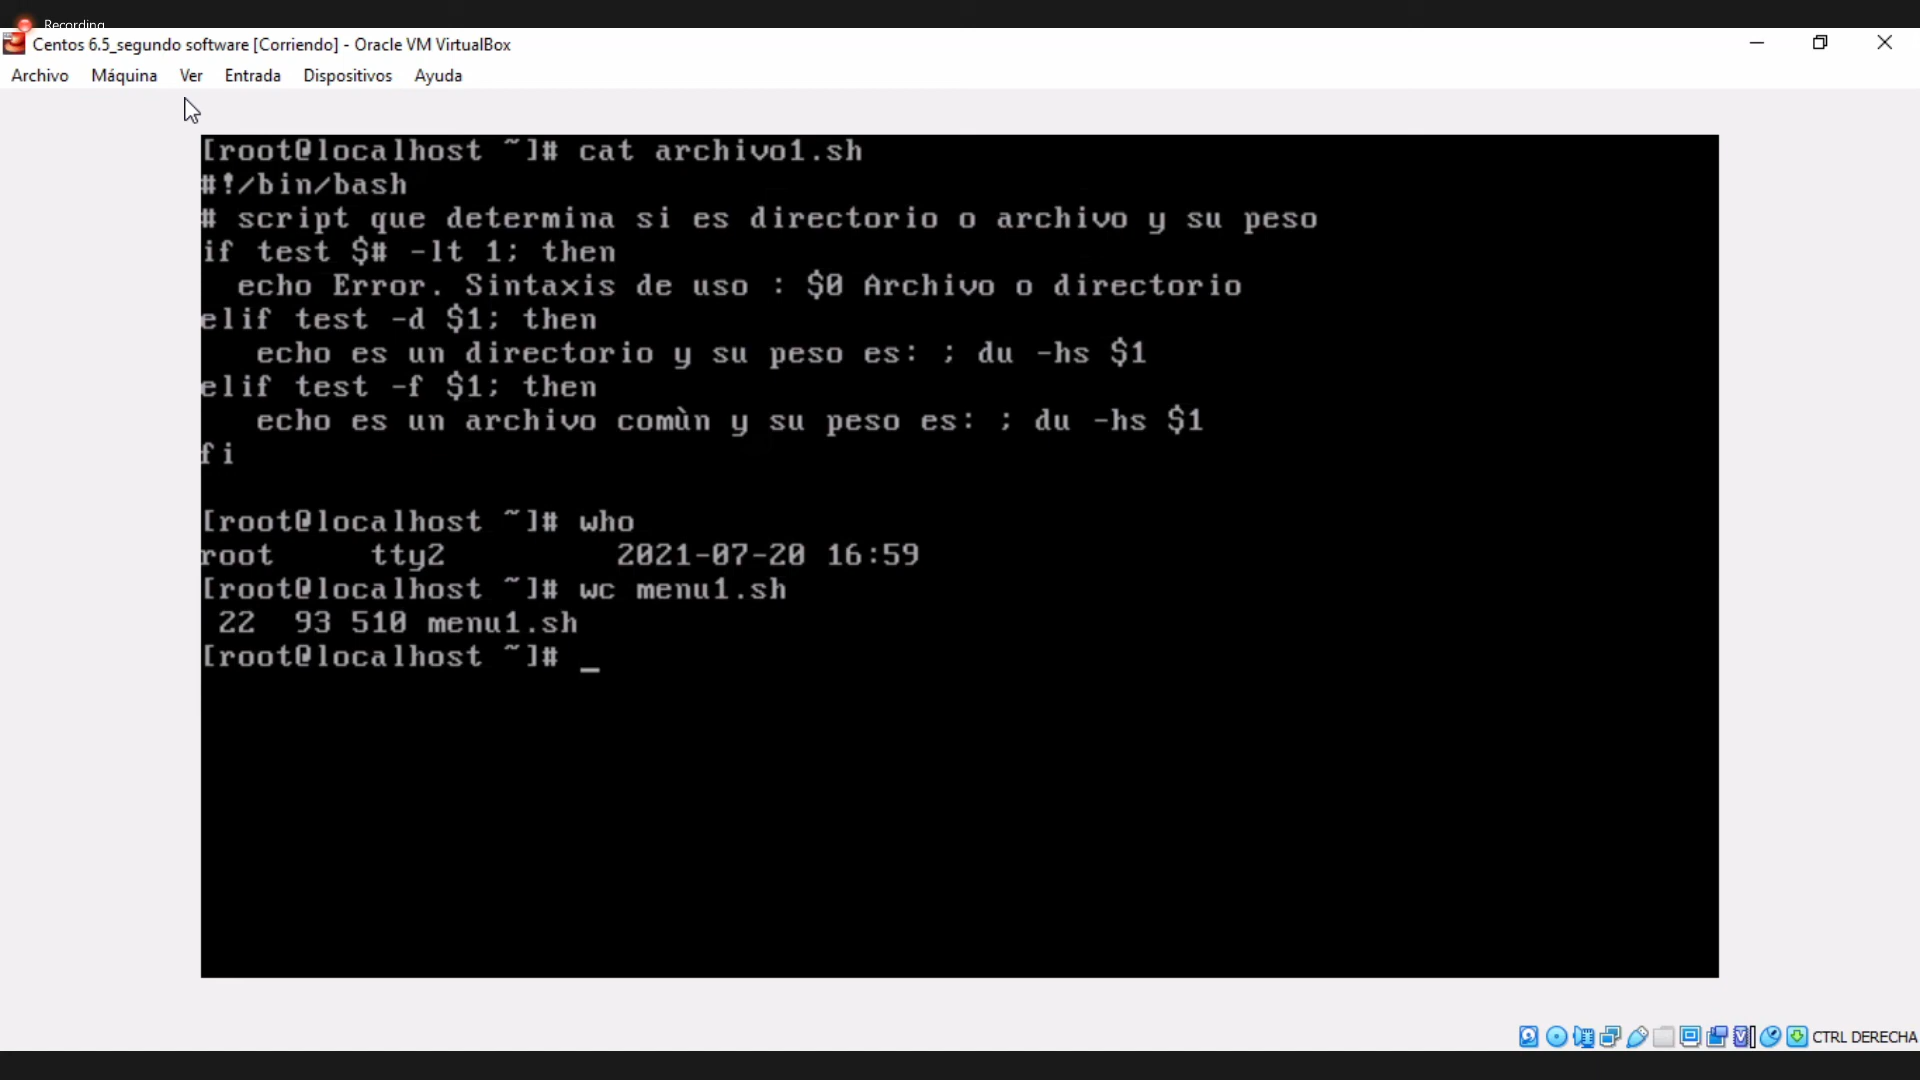 Recording
Centos 6.5_segundo software [Corriendo] - Oracle VM VirtualBox
Archivo Máquina Ver Entrada Dispositivos Ayuda
[root@localhost ~]# cat archivo1.sh
#!/bin/bash
# script que determina si es directorio o archivo y su peso
if test $# -lt 1; then
  echo Error. Sintaxis de uso : $0 Archivo o directorio
elif test -d $1; then
   echo es un directorio y su peso es: ; du -hs $1
elif test -f $1; then
   echo es un archivo comùn y su peso es: ; du -hs $1
fi
[root@localhost ~]# who
root     tty2         2021-07-20 16:59
[root@localhost ~]# wc menu1.sh
 22  93 510 menu1.sh
[root@localhost ~]# _
CTRL DERECHA